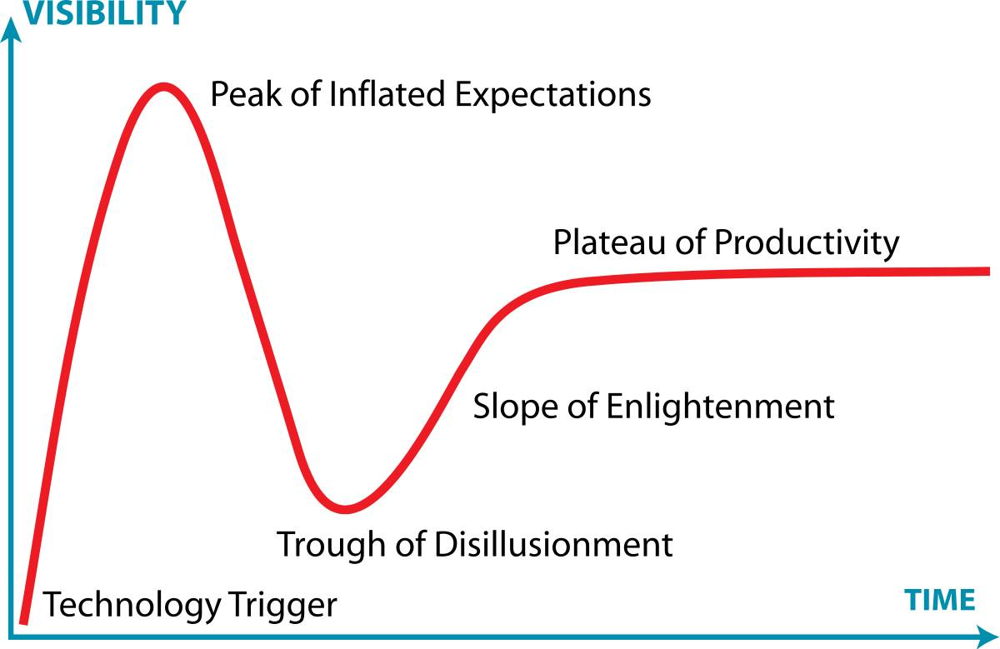 VISIBILITY
Peak of Inflated Expectations
Plateau of Productivity
Slope of Enlightenment
Trough of Disillusionment
Technology Trigger
TIME